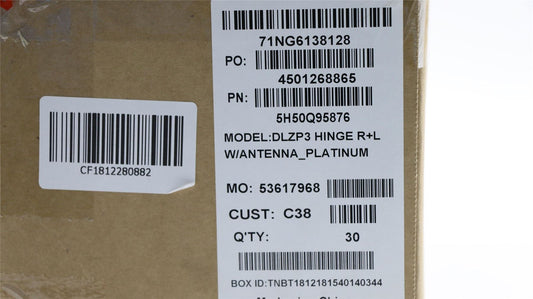 71NG6138128
PO:
4501268865
PN:
5H50Q95876
MODEL:DLZP3 HINGE R+L
W/ANTENNA_PLATINUM
MO: 53617968
CUST: C38
Q'TY: 30
BOX ID:TNBT1812181540140344
CF1812280882